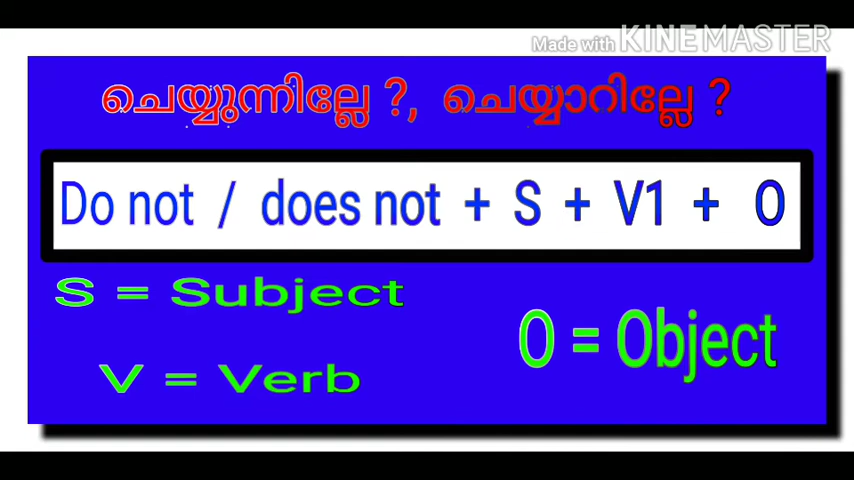 Made with KINEMASTER
ചെയ്യുന്നില്ലേ ?, ചെയ്യാറില്ലേ ?
Do not / does not + S + V1 + O
S = Subject
O = Object
V = Verb